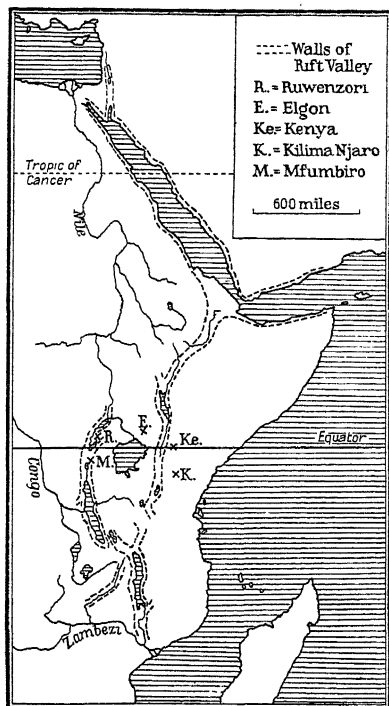 Walls of
Rift Valley
R. = Ruwenzori
E. = Elgon
Ke. = Kenya
K. = Kilima Njaro
M. = Mfumbiro
600 miles
Tropic of
Cancer
Nile
E.
R.
Ke.
Equator
M.
K.
Congo
Zambezi